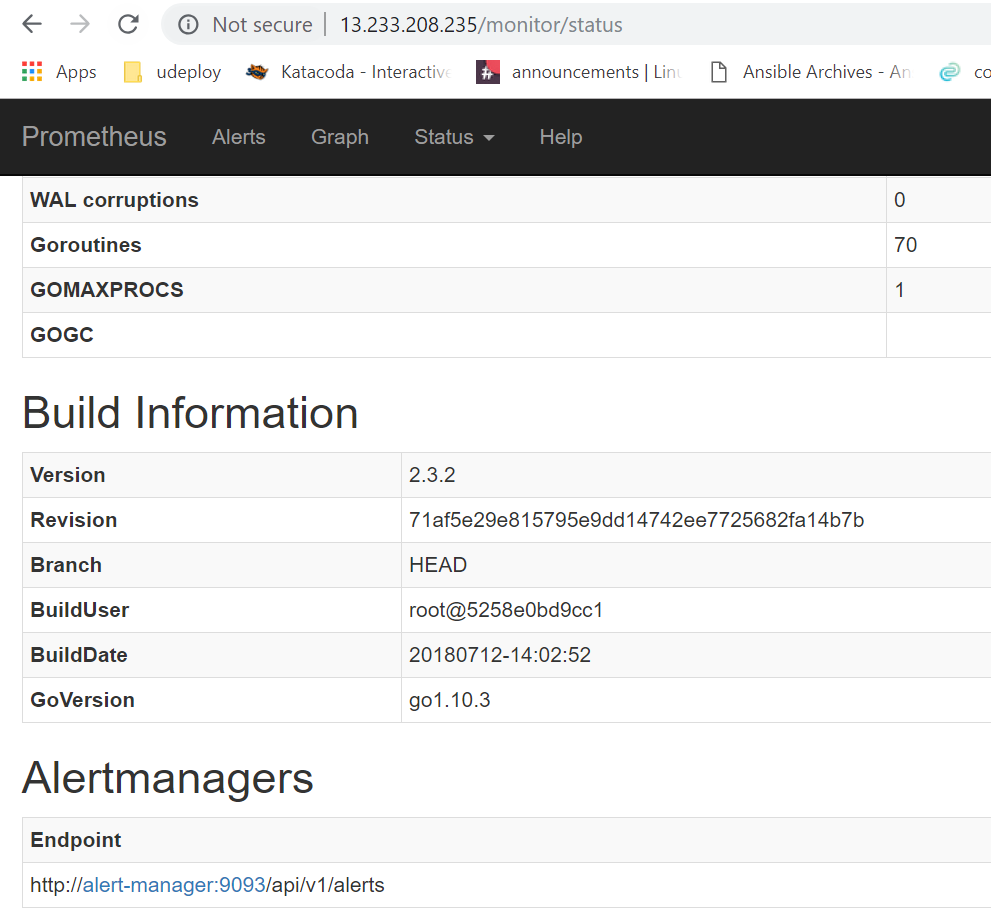 Not secure | 13.233.208.235/monitor/status
Apps udeploy Katacoda - Interactive announcements | Linu Ansible Archives - An co
Prometheus Alerts Graph Status Help
WAL corruptions 0
Goroutines 70
GOMAXPROCS 1
GOGC
Build Information
Version 2.3.2
Revision 71af5e29e815795e9dd14742ee7725682fa14b7b
Branch HEAD
BuildUser root@5258e0bd9cc1
BuildDate 20180712-14:02:52
GoVersion go1.10.3
Alertmanagers
Endpoint
http://alert-manager:9093/api/v1/alerts